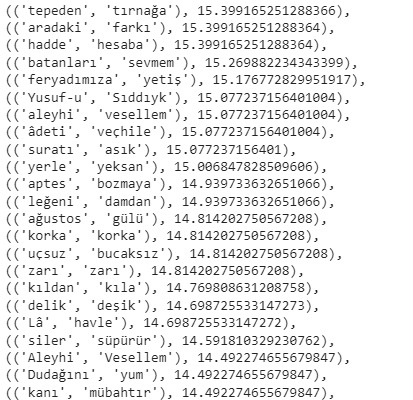 (('tepeden', 'tırnağa'), 15.399165251288366),
(('aradaki', 'farkı'), 15.399165251288364),
(('hadde', 'hesaba'), 15.399165251288364),
(('batanları', 'sevmem'), 15.269882234343399),
(('feryadımıza', 'yetiş'), 15.176772829951917),
(('Yusuf-u', 'Sıddıyk'), 15.077237156401004),
(('aleyhi', 'vesellem'), 15.077237156401004),
(('âdeti', 'veçhile'), 15.077237156401004),
(('suratı', 'asık'), 15.077237156401),
(('yerle', 'yeksan'), 15.006847828509606),
(('aptes', 'bozmaya'), 14.939733632651066),
(('leğeni', 'damdan'), 14.939733632651066),
(('ağustos', 'gülü'), 14.814202750567208),
(('korka', 'korka'), 14.814202750567208),
(('uçsuz', 'bucaksız'), 14.814202750567208),
(('zarı', 'zarı'), 14.814202750567208),
(('kıldan', 'kıla'), 14.769808631208758),
(('delik', 'deşik'), 14.698725533147273),
(('Lâ', 'havle'), 14.698725533147272),
(('siler', 'süpürür'), 14.591810329230762),
(('Aleyhi', 'Vesellem'), 14.492274655679847),
(('Dudağını', 'yum'), 14.492274655679847),
(('kanı', 'mübahtır'), 14.492274655679847),